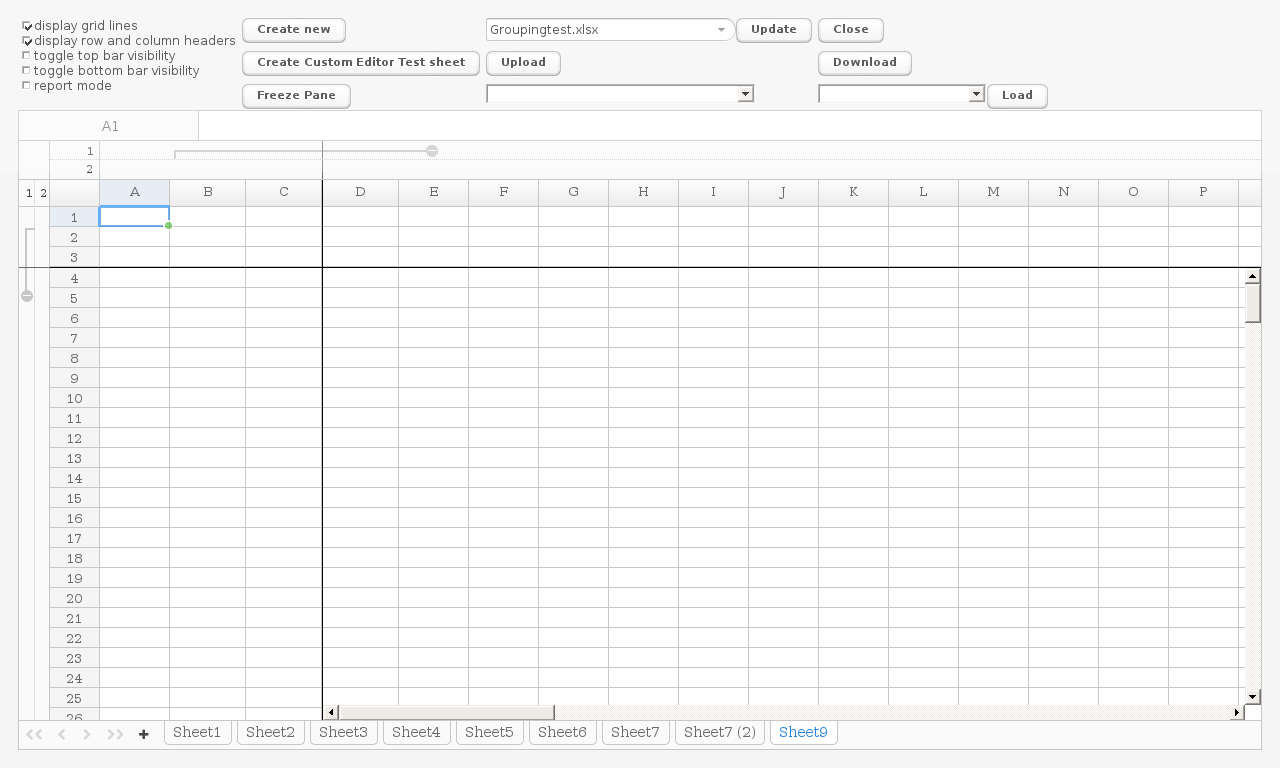 display grid lines
display row and column headers
toggle top bar visibility
toggle bottom bar visibility
report mode
Create new
Groupingtest.xlsx
Update
Close
Create Custom Editor Test sheet
Upload
Download
Freeze Pane
Load
A1
1
2
1 2
A B C D E F G H I J K L M N O P
1
2
3
4
5
6
7
8
9
10
11
12
13
14
15
16
17
18
19
20
21
22
23
24
25
26
Sheet1 Sheet2 Sheet3 Sheet4 Sheet5 Sheet6 Sheet7 Sheet7 (2) Sheet9